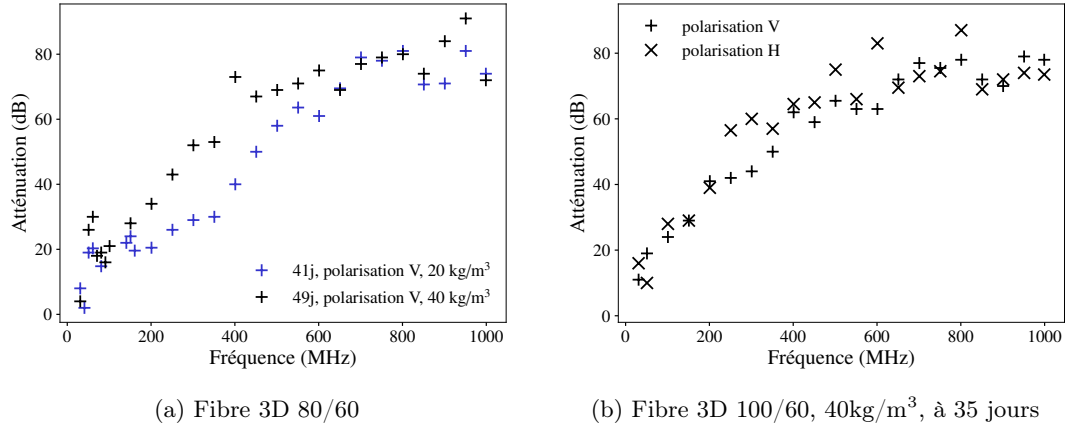 80
60
40
20
0
Atténuation (dB)
41j, polarisation V, 20 kg/m³
49j, polarisation V, 40 kg/m³
0 200 400 600 800 1000
Fréquence (MHz)
(a) Fibre 3D 80/60
80
60
40
20
0
Atténuation (dB)
polarisation V
polarisation H
0 200 400 600 800 1000
Fréquence (MHz)
(b) Fibre 3D 100/60, 40kg/m³, à 35 jours